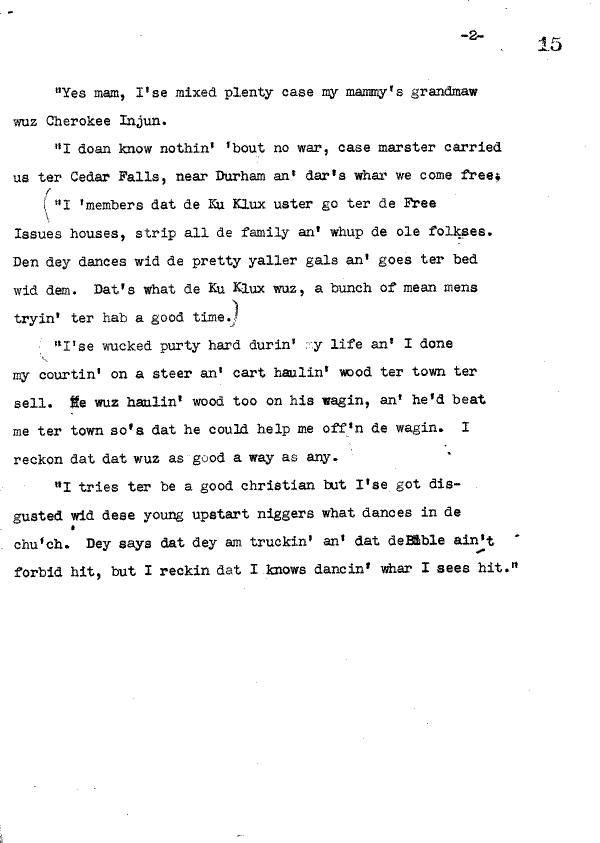 -2-
15
"Yes mam, I'se mixed plenty case my mammy's grandmaw
wuz Cherokee Injun.
"I doan know nothin' 'bout no war, case marster carried
us ter Cedar Falls, near Durham an' dar's whar we come free.
("I 'members dat de Ku Klux uster go ter de Free
Issues houses, strip all de family an' whup de ole folkses.
Den dey dances wid de pretty yaller gals an' goes ter bed
wid dem. Dat's what de Ku Klux wuz, a bunch of mean mens
tryin' ter hab a good time.)
"I'se wucked purty hard durin' my life an' I done
my courtin' on a steer an' cart haulin' wood ter town ter
sell. He wuz haulin' wood too on his wagin, an' he'd beat
me ter town so's dat he could help me off'n de wagin. I
reckon dat dat wuz as good a way as any.
"I tries ter be a good christian but I'se got dis-
gusted wid dese young upstart niggers what dances in de
chu'ch. Dey says dat dey am truckin' an' dat deBible ain't
forbid hit, but I reckin dat I knows dancin' whar I sees hit."